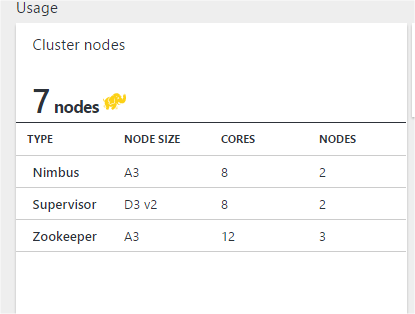 Usage
Cluster nodes
7 nodes
TYPE NODE SIZE CORES NODES
Nimbus A3 8 2
Supervisor D3 v2 8 2
Zookeeper A3 12 3